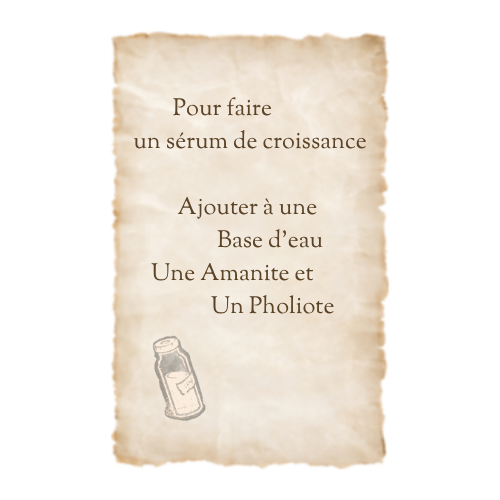 Pour faire
un sérum de croissance
Ajouter à une
Base d'eau
Une Amanite et
Un Pholiote